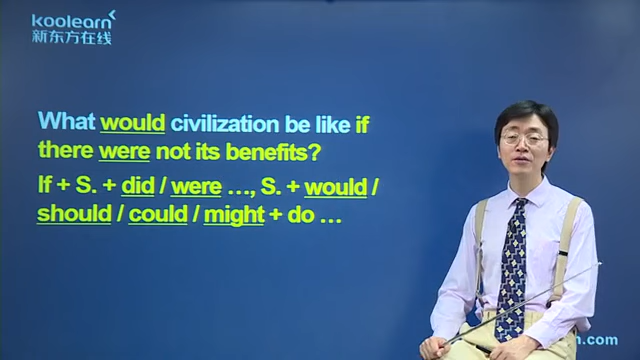 koolearn
新东方在线
What would civilization be like if
there were not its benefits?
If + S. + did / were …, S. + would /
should / could / might + do …
n.com